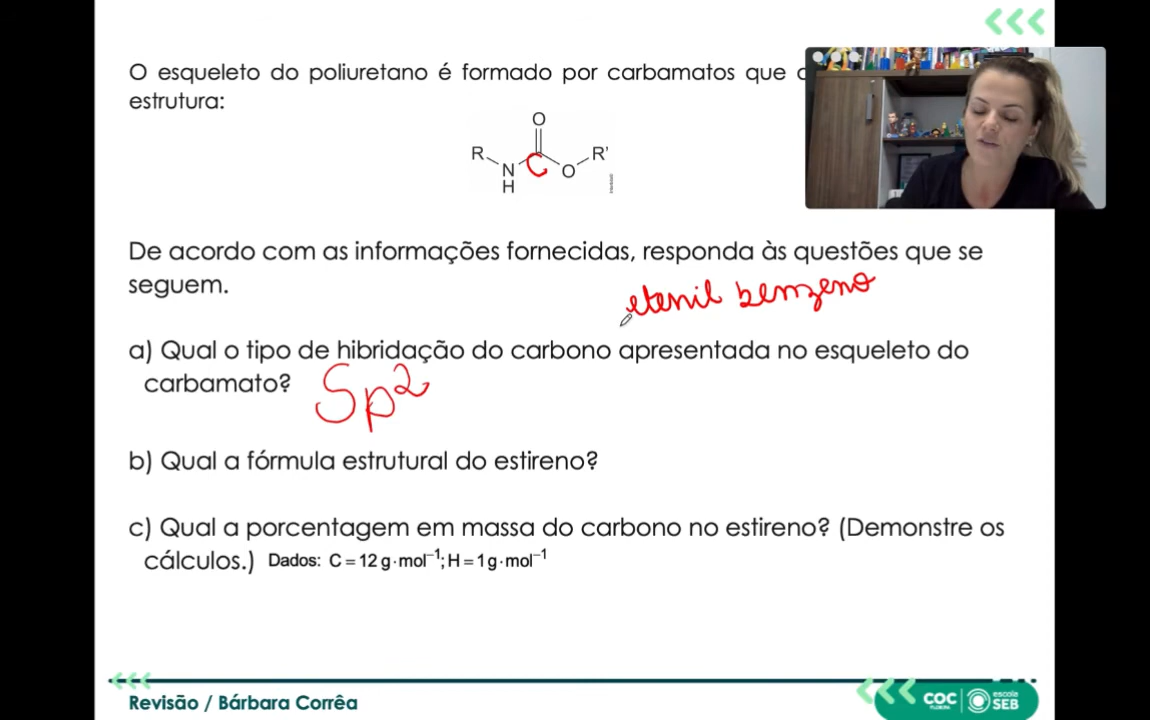 O esqueleto do poliuretano é formado por carbamatos que
estrutura:
O
R
R'
N
O
H
C
De acordo com as informações fornecidas, responda às questões que se
seguem.
etenil benzeno
a) Qual o tipo de hibridação do carbono apresentada no esqueleto do
carbamato?
Sp²
b) Qual a fórmula estrutural do estireno?
c) Qual a porcentagem em massa do carbono no estireno? (Demonstre os
cálculos.) Dados: C = 12 g·mol⁻¹; H = 1 g·mol⁻¹
Revisão / Bárbara Corrêa
COC
escola
SEB